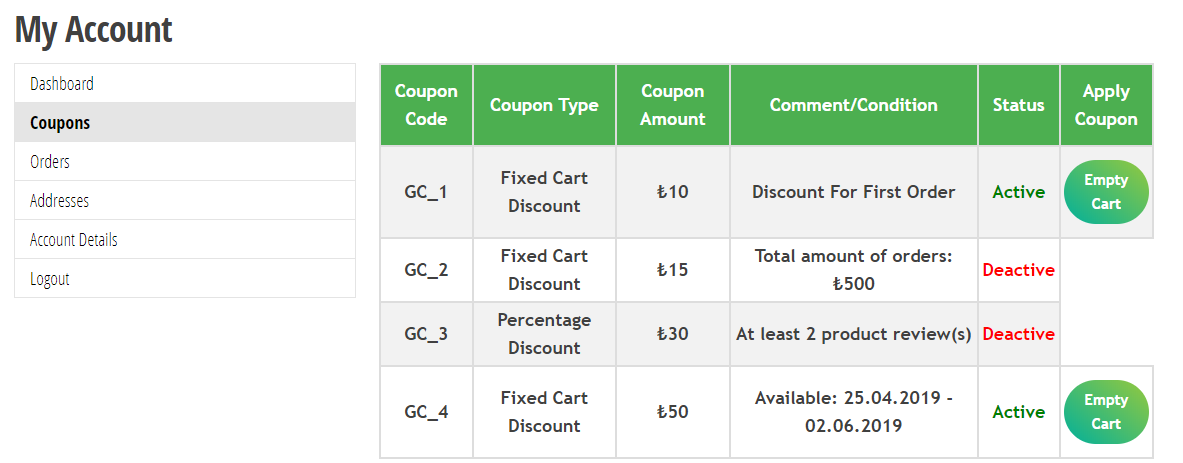 My Account
Dashboard
Coupons
Orders
Addresses
Account Details
Logout
Coupon
Code
Coupon Type
Coupon
Amount
Comment/Condition
Status
Apply
Coupon
GC_1
Fixed Cart
Discount
₺10
Discount For First Order
Active
Empty
Cart
GC_2
Fixed Cart
Discount
₺15
Total amount of orders:
₺500
Deactive
GC_3
Percentage
Discount
₺30
At least 2 product review(s)
Deactive
GC_4
Fixed Cart
Discount
₺50
Available: 25.04.2019 -
02.06.2019
Active
Empty
Cart